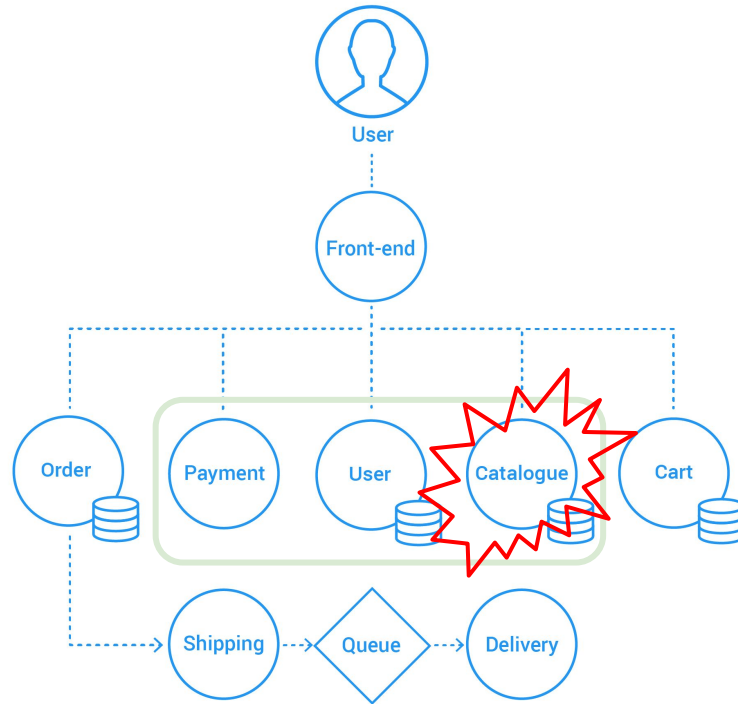 User
Front-end
Order
Payment
User
Catalogue
Cart
Shipping
Queue
Delivery